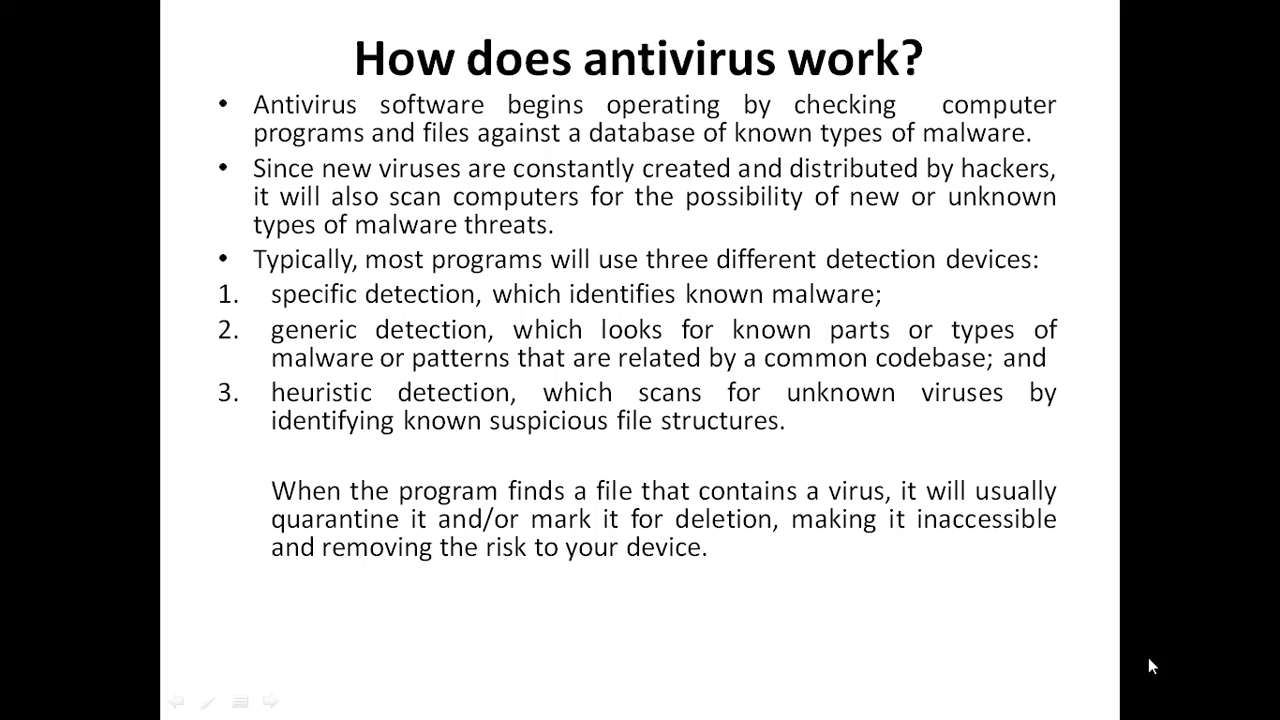 How does antivirus work?
• Antivirus software begins operating by checking computer
programs and files against a database of known types of malware.
• Since new viruses are constantly created and distributed by hackers,
it will also scan computers for the possibility of new or unknown
types of malware threats.
• Typically, most programs will use three different detection devices:
1. specific detection, which identifies known malware;
2. generic detection, which looks for known parts or types of
malware or patterns that are related by a common codebase; and
3. heuristic detection, which scans for unknown viruses by
identifying known suspicious file structures.
When the program finds a file that contains a virus, it will usually
quarantine it and/or mark it for deletion, making it inaccessible
and removing the risk to your device.